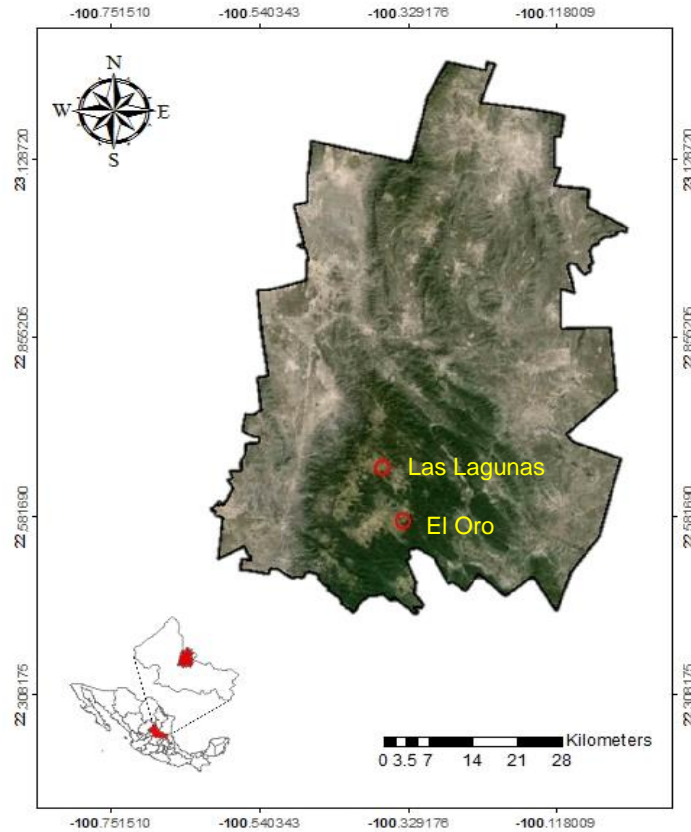 -100.751510 -100.540343 -100.329176 -100.118009
N
W E
S
23.128720 23.128720
22.855205 22.855205
Las Lagunas
22.581690 22.581690
El Oro
22.308175 22.308175
Kilometers
0 3.5 7 14 21 28
-100.751510 -100.540343 -100.329176 -100.118009